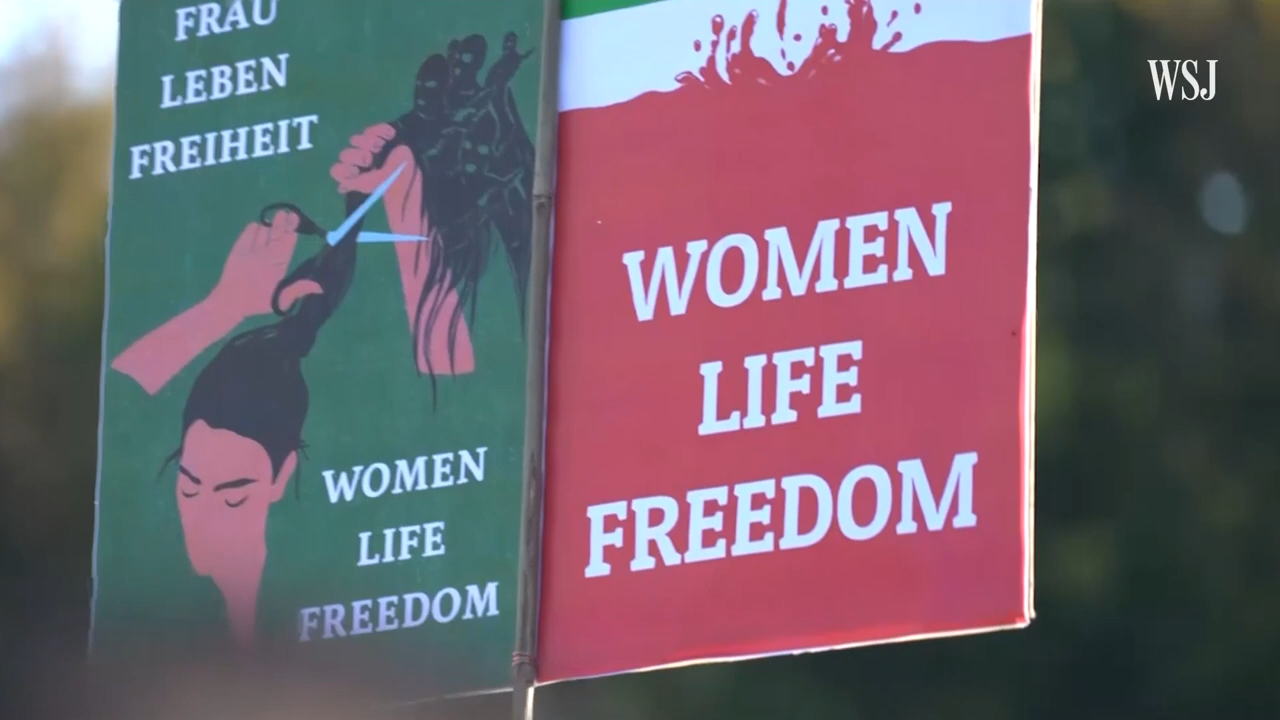 FRAU
LEBEN
FREIHEIT
WOMEN
LIFE
FREEDOM
WOMEN
LIFE
FREEDOM
WSJ